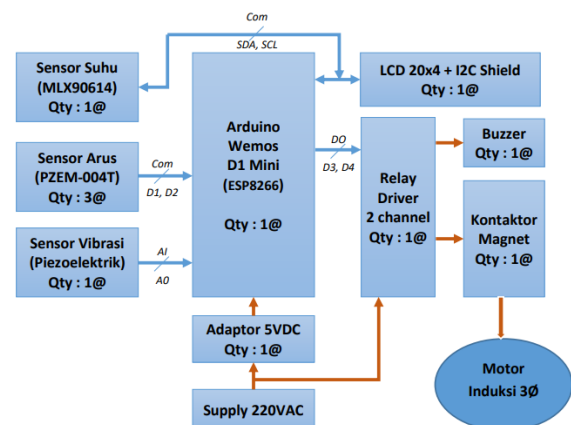 Com
SDA, SCL
Sensor Suhu
(MLX90614)
Qty : 1@
LCD 20x4 + I2C Shield
Qty : 1@
Arduino
Wemos
D1 Mini
(ESP8266)
Qty : 1@
Sensor Arus
(PZEM-004T)
Qty : 3@
Com
D1, D2
DO
D3, D4
Relay
Driver
2 channel
Qty : 1@
Buzzer
Qty : 1@
Kontaktor
Magnet
Qty : 1@
Sensor Vibrasi
(Piezoelektrik)
Qty : 1@
AI
A0
Adaptor 5VDC
Qty : 1@
Supply 220VAC
Motor
Induksi 3Ø